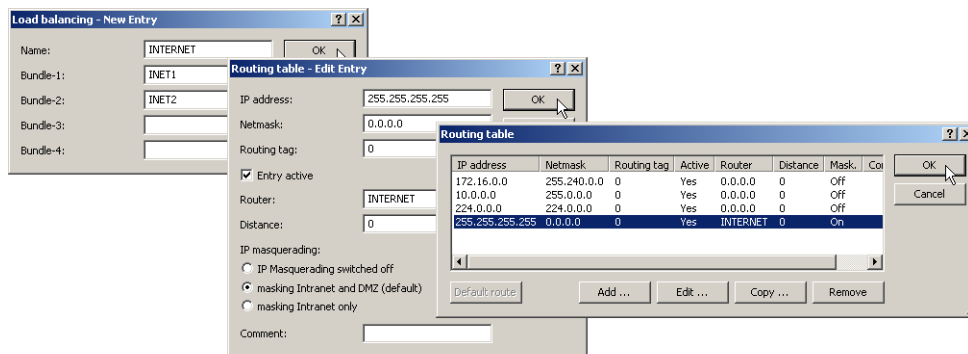 Load balancing - New Entry
Name: INTERNET OK
Bundle-1: INET1
Bundle-2: INET2
Bundle-3:
Bundle-4:
Routing table - Edit Entry
IP address: 255.255.255.255 OK
Netmask: 0.0.0.0
Routing tag: 0
Entry active
Router: INTERNET
Distance: 0
IP masquerading:
IP Masquerading switched off
masking Intranet and DMZ (default)
masking Intranet only
Comment:
Routing table
IP address Netmask Routing tag Active Router Distance Mask. OK
172.16.0.0 255.240.0.0 0 Yes 0.0.0.0 0 Off
10.0.0.0 255.0.0.0 0 Yes 0.0.0.0 0 Off
224.0.0.0 224.0.0.0 0 Yes 0.0.0.0 0 Off
255.255.255.255 0.0.0.0 0 Yes INTERNET 0 On
Cancel
Default route Add ... Edit ... Copy ... Remove